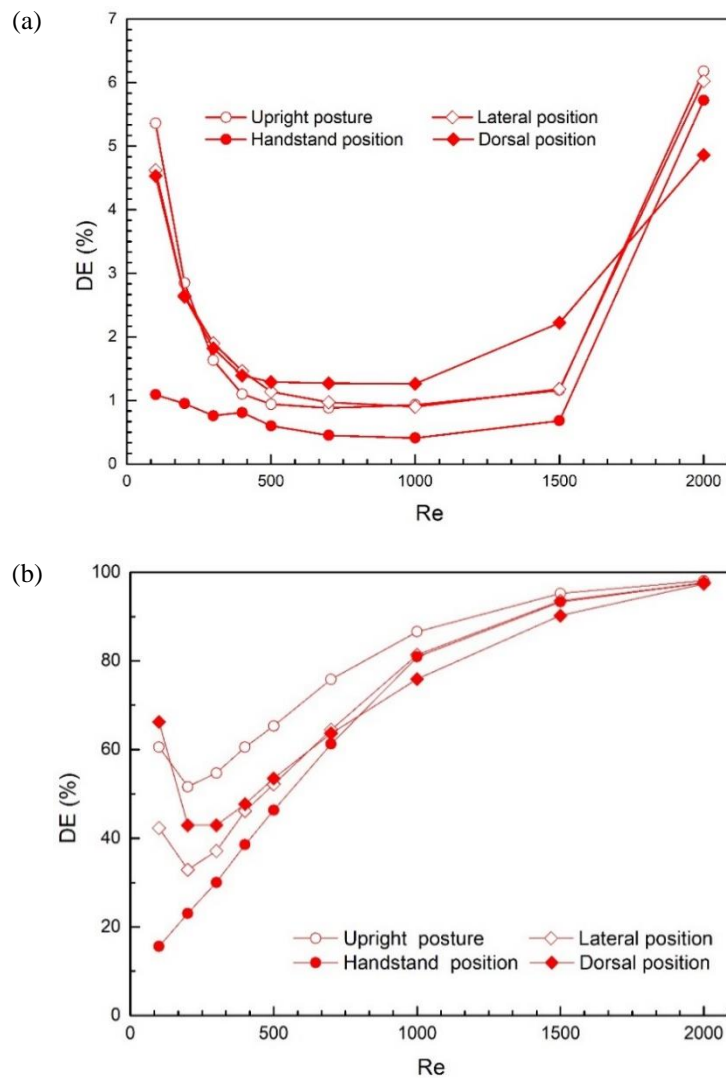 (a)
7
6
5
4
3
2
1
0
DE (%)
Upright posture
Lateral position
Handstand position
Dorsal position
0 500 1000 1500 2000
Re
(b)
100
80
60
40
20
0
DE (%)
Upright posture
Lateral position
Handstand position
Dorsal position
0 500 1000 1500 2000
Re